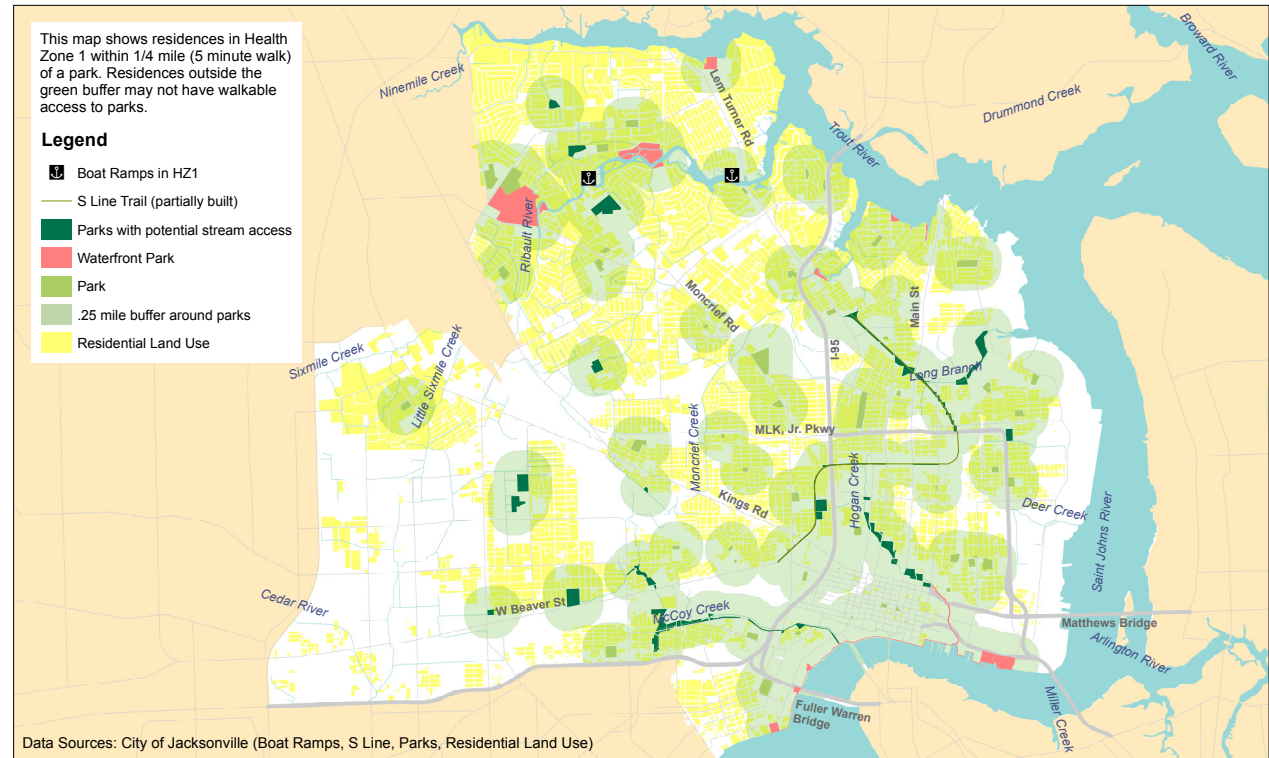 This map shows residences in Health
Zone 1 within 1/4 mile (5 minute walk)
of a park. Residences outside the
green buffer may not have walkable
access to parks.
Legend
Boat Ramps in HZ1
S Line Trail (partially built)
Parks with potential stream access
Waterfront Park
Park
.25 mile buffer around parks
Residential Land Use
Ninemile Creek
Lem Turner Rd
Broward River
Drummond Creek
Trout River
Ribault River
Moncrief Rd
Main St
I-95
Long Branch
Sixmile Creek
Little Sixmile Creek
MLK, Jr. Pkwy
Moncrief Creek
Kings Rd
Hogan Creek
Deer Creek
Saint Johns River
Cedar River
W Beaver St
McCoy Creek
Matthews Bridge
Arlington River
Miller Creek
Fuller Warren
Bridge
Data Sources: City of Jacksonville (Boat Ramps, S Line, Parks, Residential Land Use)